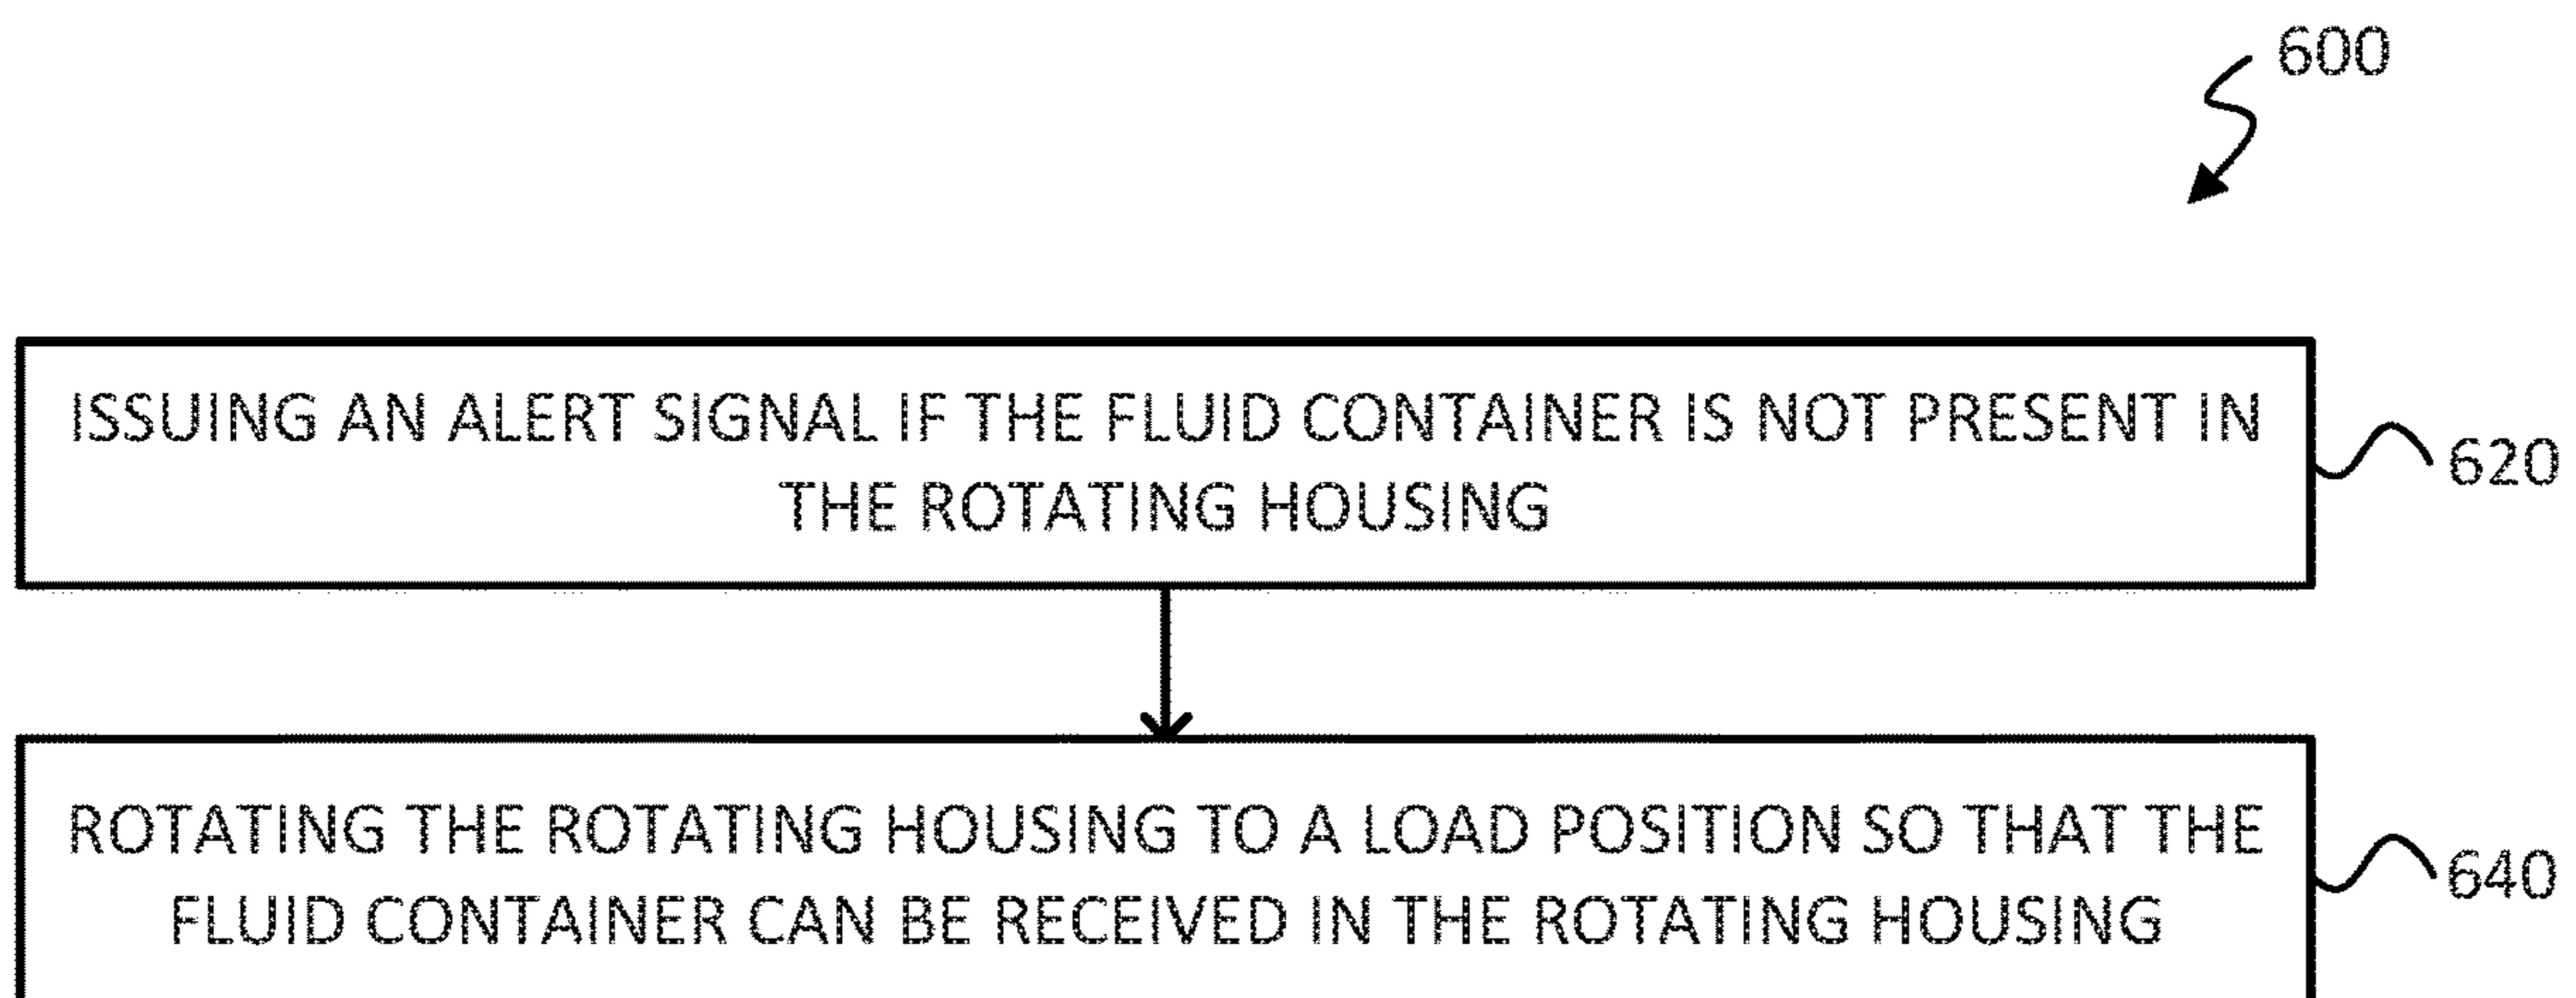 600
ISSUING AN ALERT SIGNAL IF THE FLUID CONTAINER IS NOT PRESENT IN
THE ROTATING HOUSING
620
ROTATING THE ROTATING HOUSING TO A LOAD POSITION SO THAT THE
FLUID CONTAINER CAN BE RECEIVED IN THE ROTATING HOUSING
640